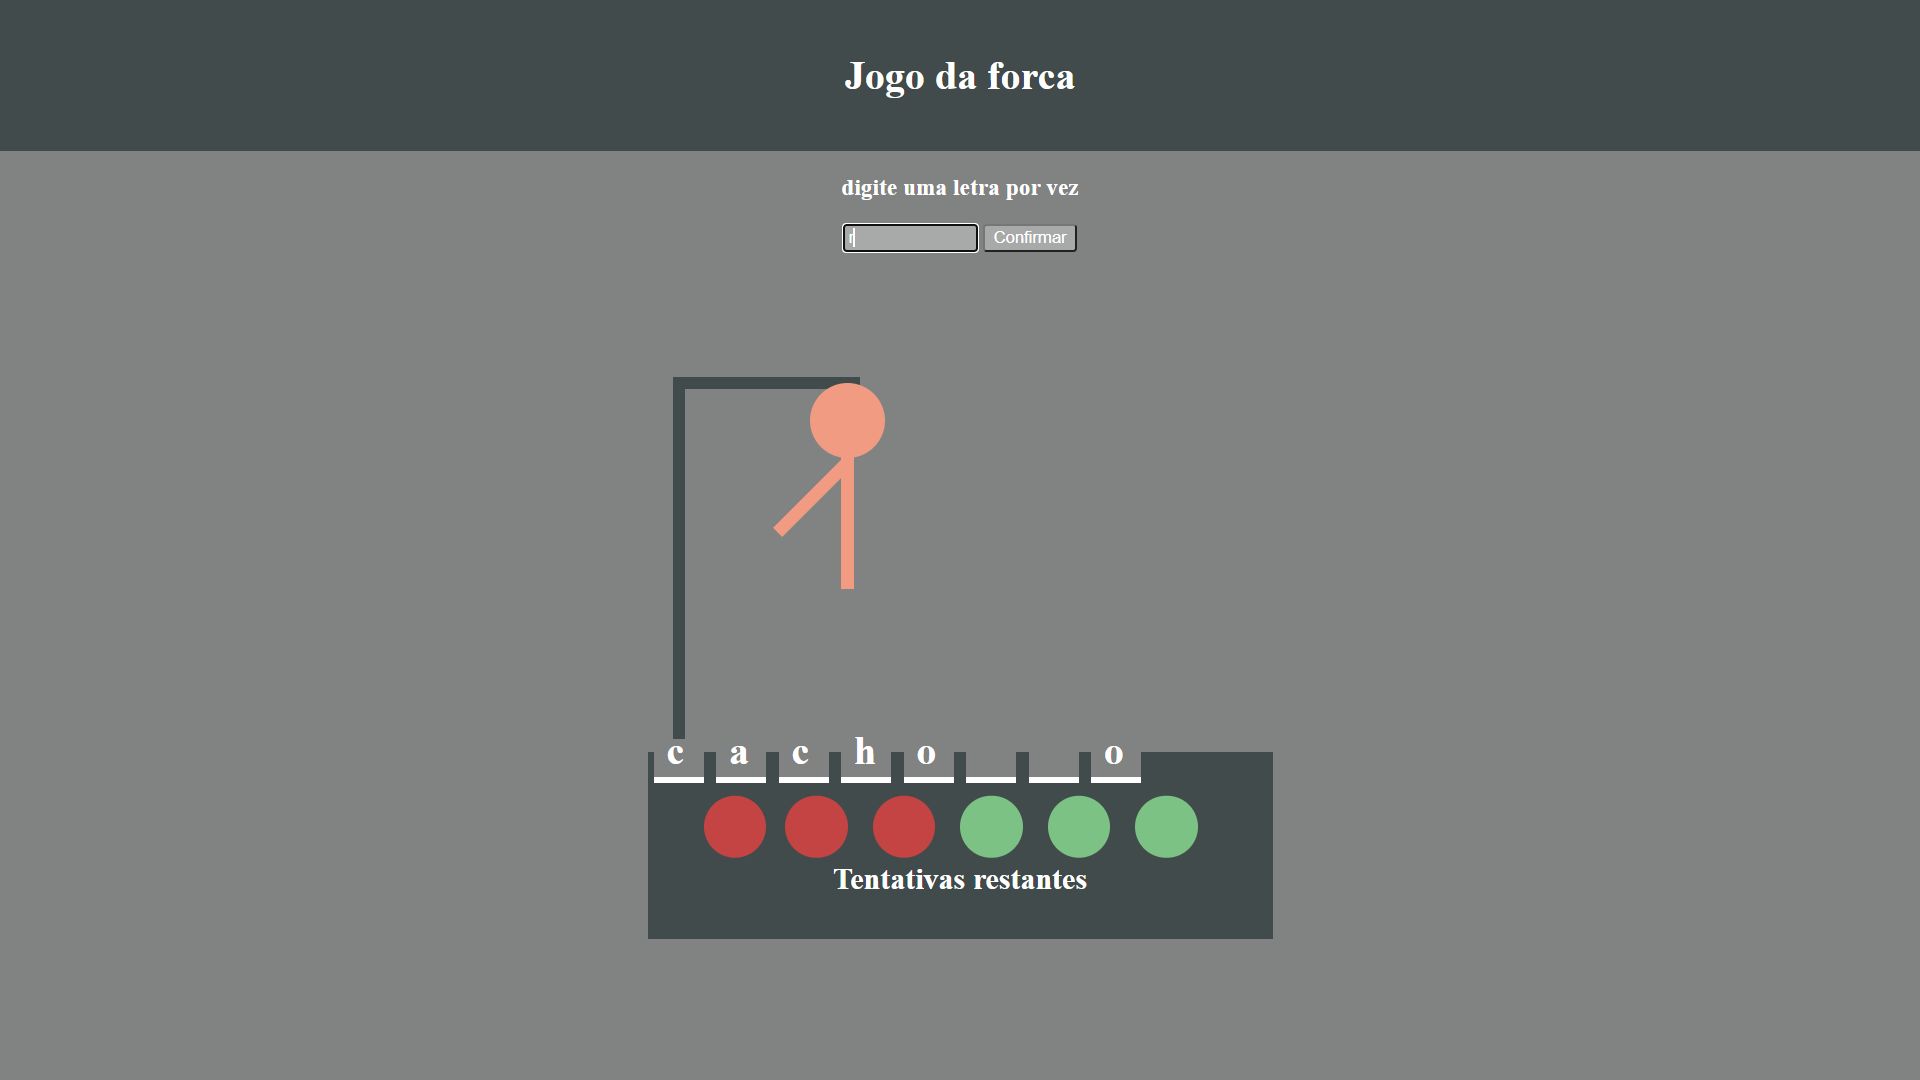 Jogo da forca
digite uma letra por vez
r Confirmar
c a c h o o
Tentativas restantes